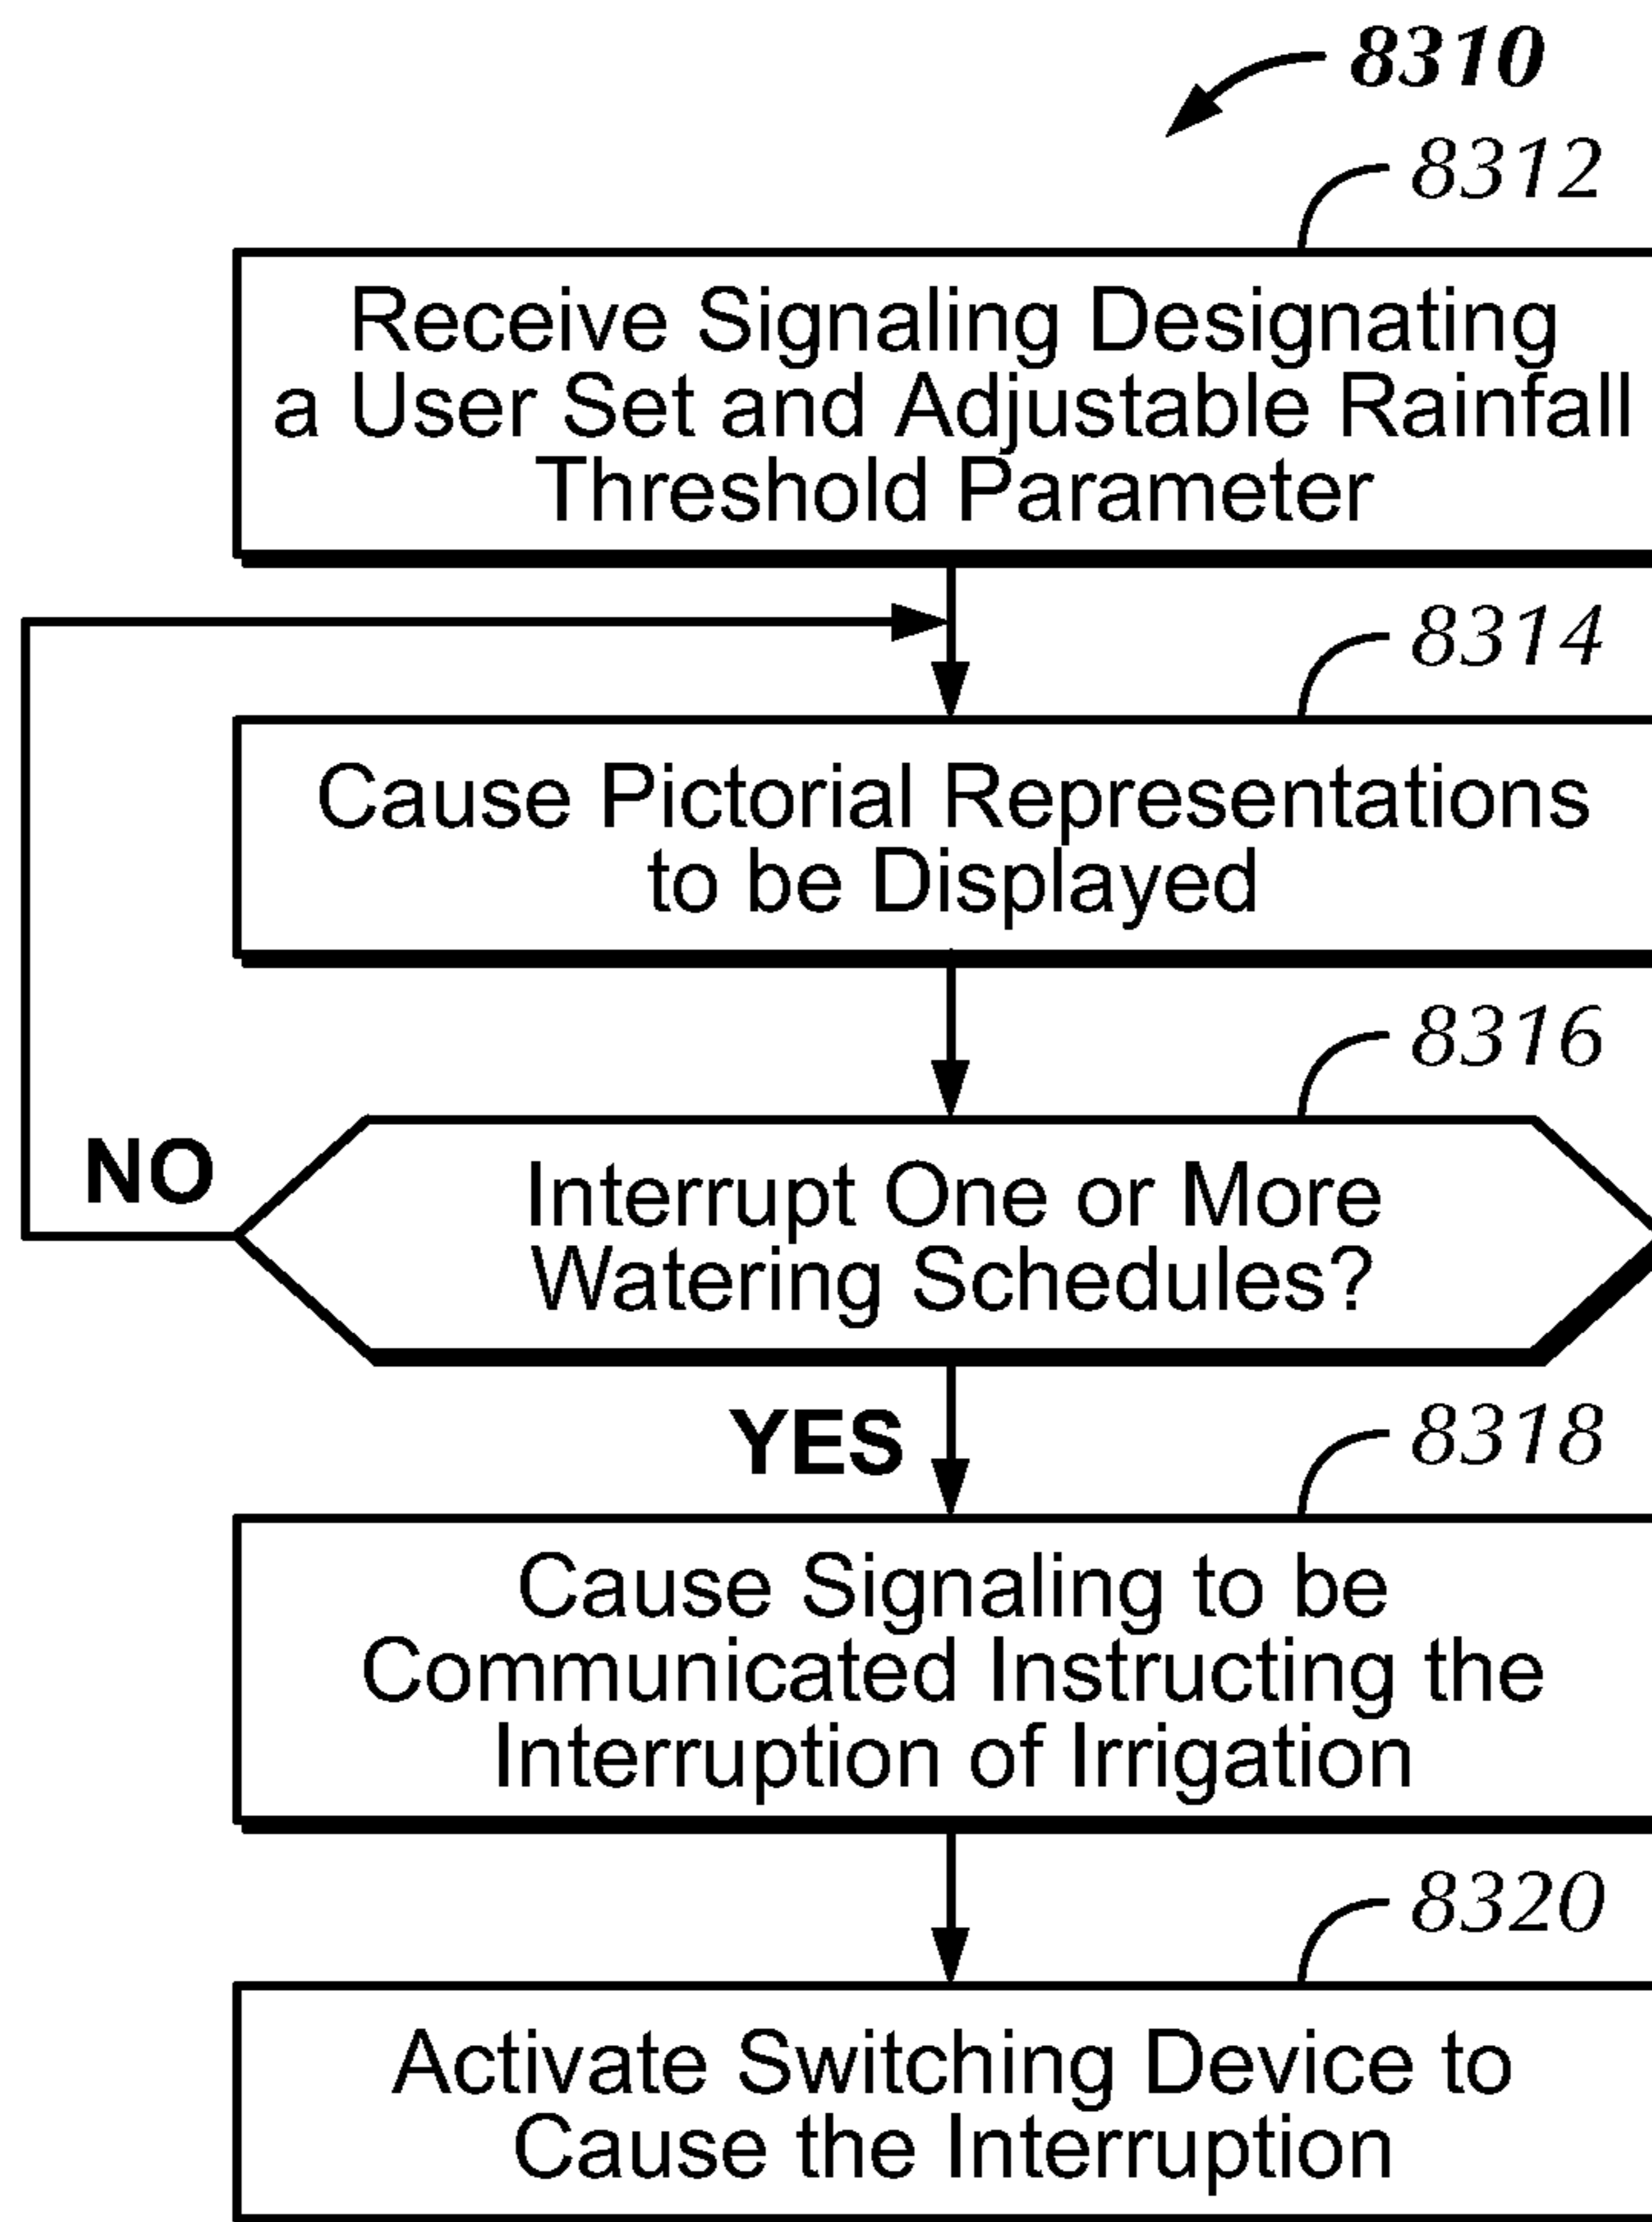 8310
8312
Receive Signaling Designating
a User Set and Adjustable Rainfall
Threshold Parameter
8314
Cause Pictorial Representations
to be Displayed
8316
NO
Interrupt One or More
Watering Schedules?
YES
8318
Cause Signaling to be
Communicated Instructing the
Interruption of Irrigation
8320
Activate Switching Device to
Cause the Interruption